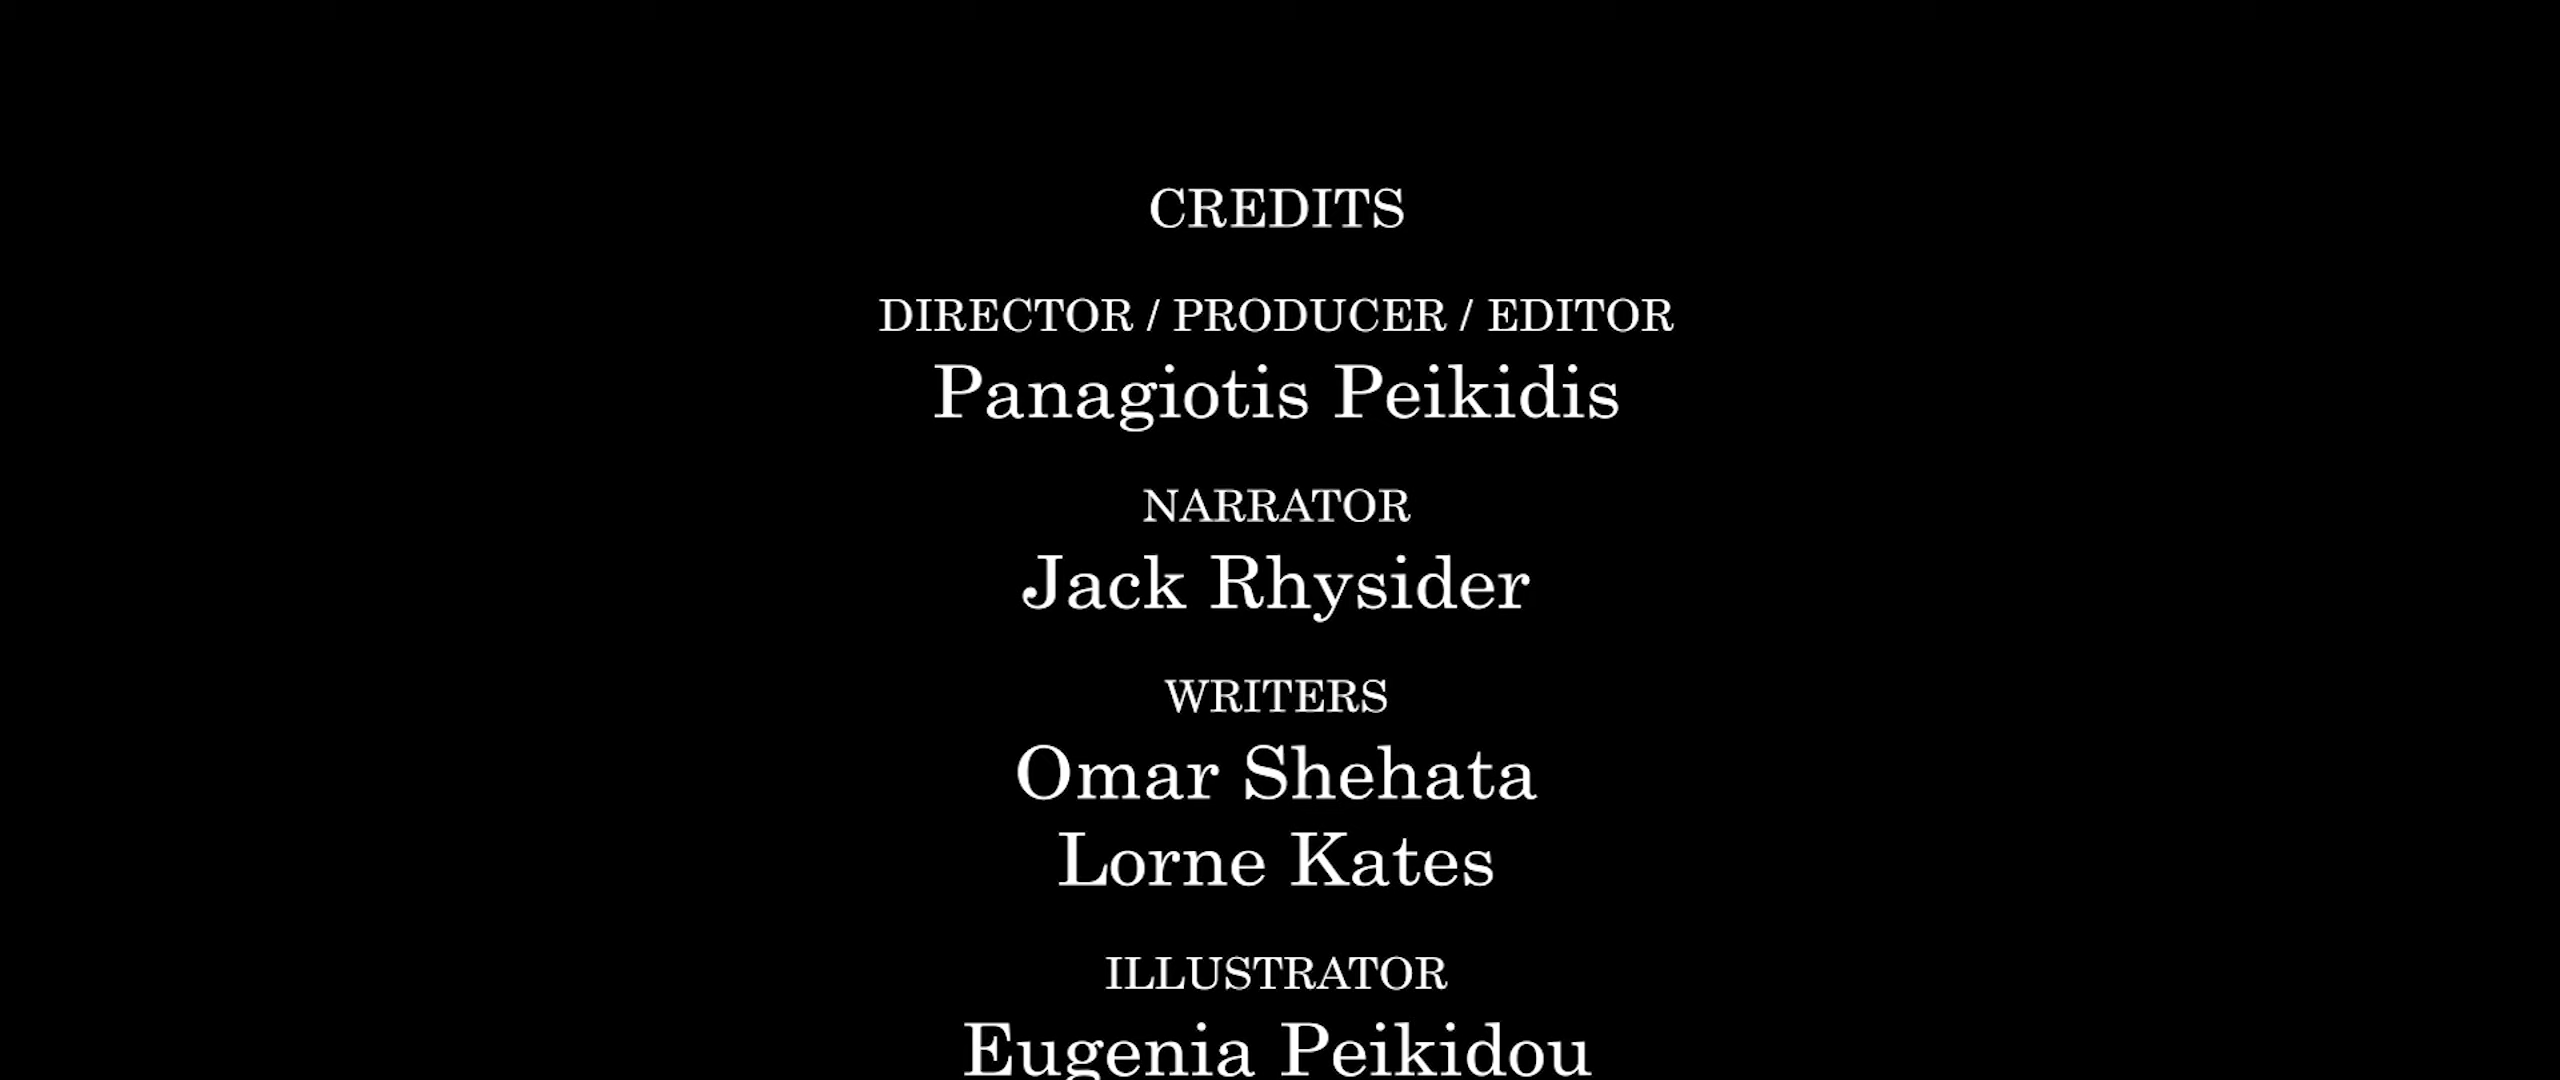 CREDITS
DIRECTOR / PRODUCER / EDITOR
Panagiotis Peikidis
NARRATOR
Jack Rhysider
WRITERS
Omar Shehata
Lorne Kates
ILLUSTRATOR
Eugenia Peikidou